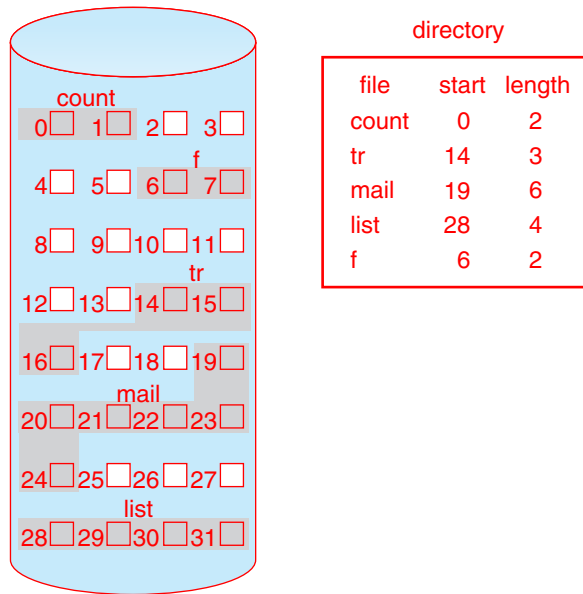 count
0 1 2 3
f
4 5 6 7
8 9 10 11
tr
12 13 14 15
16 17 18 19
mail
20 21 22 23
24 25 26 27
list
28 29 30 31
directory
file start length
count 0 2
tr 14 3
mail 19 6
list 28 4
f 6 2